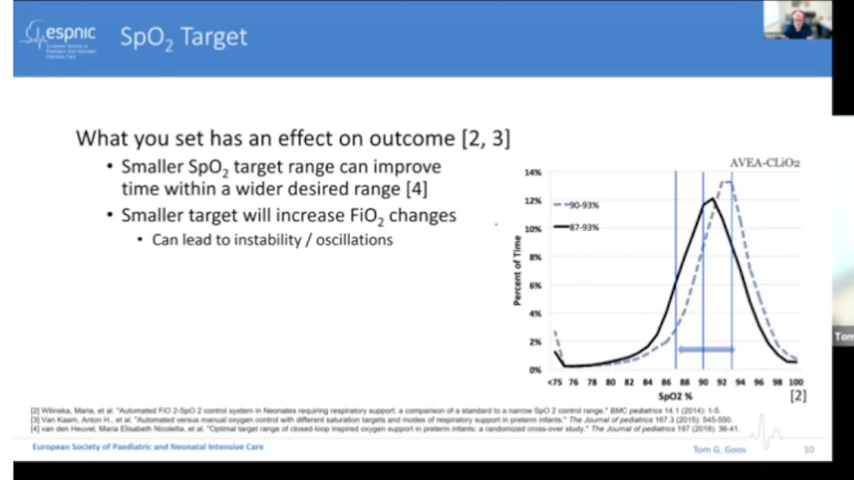 espnic
European Society of
Paediatric and Neonatal
Intensive Care
SpO2 Target
What you set has an effect on outcome [2, 3]
• Smaller SpO2 target range can improve
time within a wider desired range [4]
• Smaller target will increase FiO2 changes
• Can lead to instability / oscillations
AVEA-CLiO2
14%
12%
10%
8%
6%
4%
2%
0%
Percent of Time
90-93%
87-93%
<75 76 78 80 82 84 86 88 90 92 94 96 98 100
SpO2 %
[2]
[2] Wilinska, Maria, et al. "Automated FiO 2-SpO 2 control system in Neonates requiring respiratory support: a comparison of a standard to a narrow SpO 2 control range." BMC pediatrics 14.1 (2014): 1-5.
[3] Van Kaam, Anton H., et al. "Automated versus manual oxygen control with different saturation targets and modes of respiratory support in preterm infants." The Journal of pediatrics 167.3 (2015): 545-550.
[4] van den Heuvel, Maria Elisabeth Nicoletta, et al. "Optimal target range of closed-loop inspired oxygen support in preterm infants: a randomized cross-over study." The Journal of pediatrics 197 (2018): 36-41.
European Society of Paediatric and Neonatal Intensive Care
Tom G. Goos
10
Tom